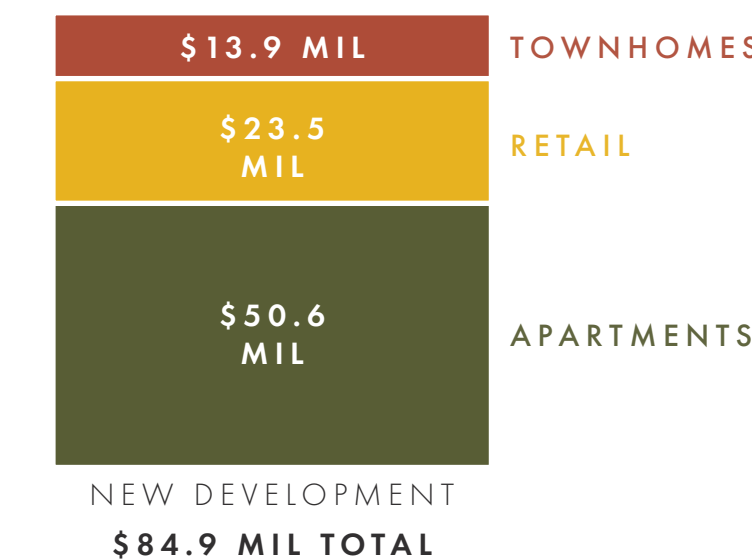 $13.9 MIL
TOWNHOMES
$23.5
MIL
RETAIL
$50.6
MIL
APARTMENTS
NEW DEVELOPMENT
$84.9 MIL TOTAL